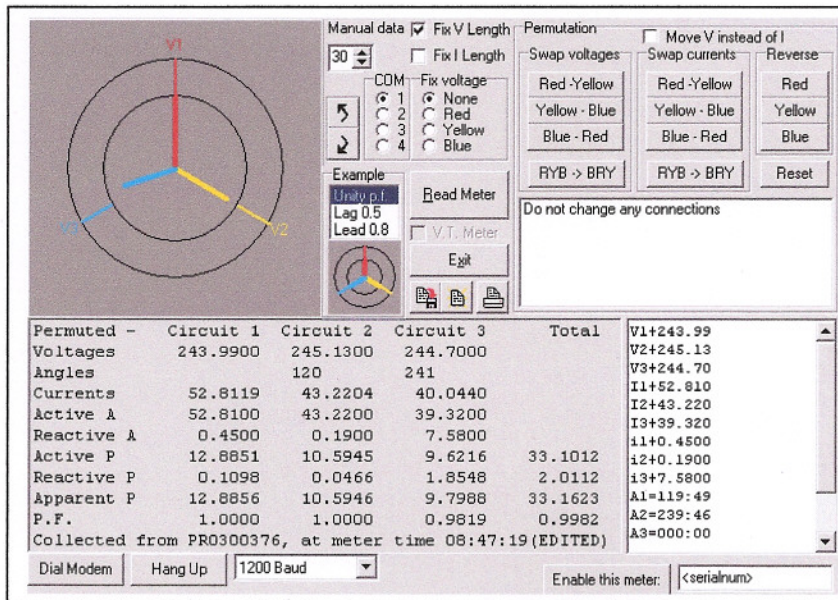 V1
V2
V3
Manual data
Fix V Length
30
Fix I Length
COM
1
2
3
4
Fix voltage
None
Red
Yellow
Blue
Example
Unity p.f.
Lag 0.5
Lead 0.8
Read Meter
V.T. Meter
Exit
Permutation
Move V instead of I
Swap voltages
Red -Yellow
Yellow - Blue
Blue - Red
RYB -> BRY
Swap currents
Red -Yellow
Yellow - Blue
Blue - Red
RYB -> BRY
Reverse
Red
Yellow
Blue
Reset
Do not change any connections
Permuted - Circuit 1 Circuit 2 Circuit 3 Total
Voltages 243.9900 245.1300 244.7000
Angles 120 241
Currents 52.8119 43.2204 40.0440
Active A 52.8100 43.2200 39.3200
Reactive A 0.4500 0.1900 7.5800
Active P 12.8851 10.5945 9.6216 33.1012
Reactive P 0.1098 0.0466 1.8548 2.0112
Apparent P 12.8856 10.5946 9.7988 33.1623
P.F. 1.0000 1.0000 0.9819 0.9982
Collected from PRO300376, at meter time 08:47:19(EDITED)
V1+243.99
V2+245.13
V3+244.70
I1+52.810
I2+43.220
I3+39.320
i1+0.4500
i2+0.1900
i3+7.5800
A1=119:49
A2=239:46
A3=000:00
Dial Modem
Hang Up
1200 Baud
Enable this meter:
<serialnum>